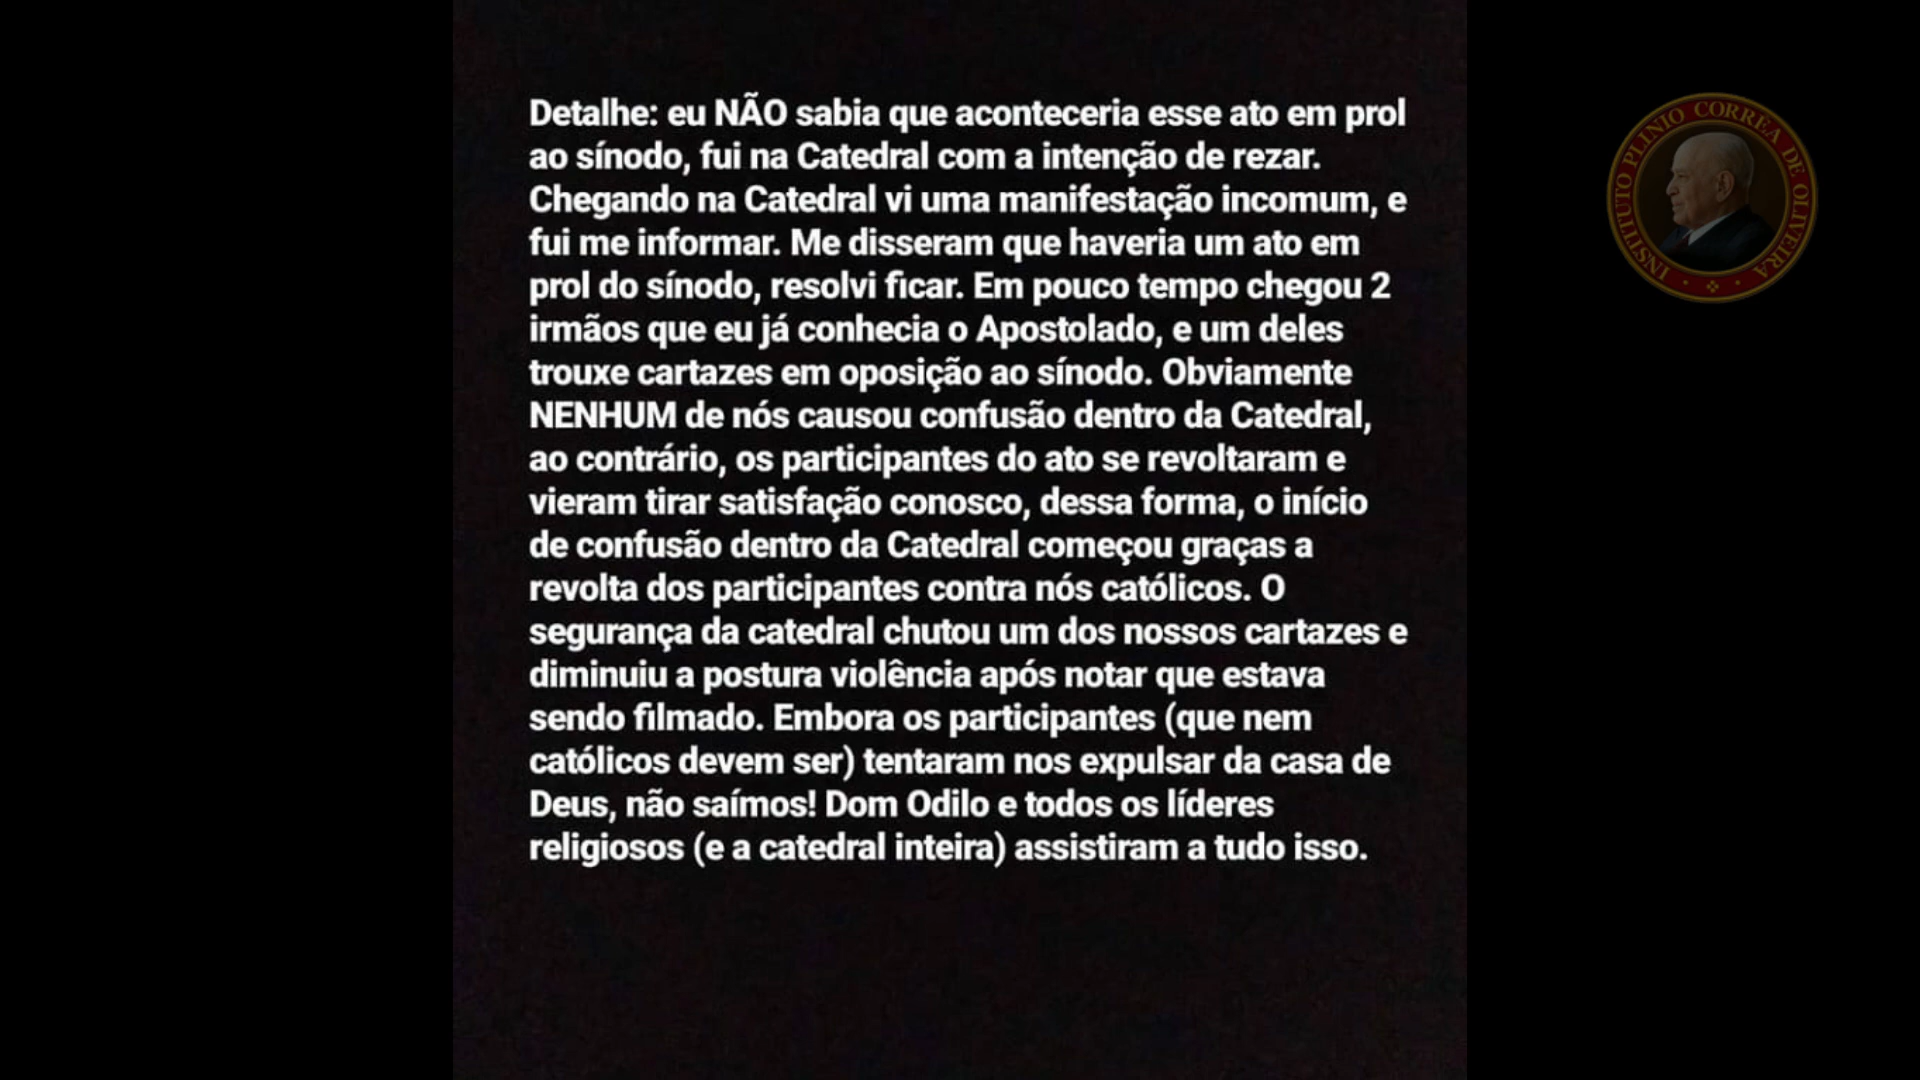 Detalhe: eu NÃO sabia que aconteceria esse ato em prol
ao sínodo, fui na Catedral com a intenção de rezar.
Chegando na Catedral vi uma manifestação incomum, e
fui me informar. Me disseram que haveria um ato em
prol do sínodo, resolvi ficar. Em pouco tempo chegou 2
irmãos que eu já conhecia o Apostolado, e um deles
trouxe cartazes em oposição ao sínodo. Obviamente
NENHUM de nós causou confusão dentro da Catedral,
ao contrário, os participantes do ato se revoltaram e
vieram tirar satisfação conosco, dessa forma, o início
de confusão dentro da Catedral começou graças a
revolta dos participantes contra nós católicos. O
segurança da catedral chutou um dos nossos cartazes e
diminuiu a postura violência após notar que estava
sendo filmado. Embora os participantes (que nem
católicos devem ser) tentaram nos expulsar da casa de
Deus, não saímos! Dom Odilo e todos os líderes
religiosos (e a catedral inteira) assistiram a tudo isso.
INSTITUTO PLINIO CORREA DE OLIVEIRA